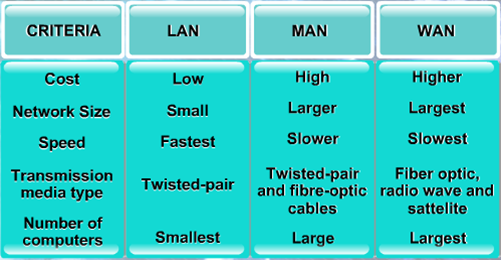 CRITERIA LAN MAN WAN
Cost Low High Higher
Network Size Small Larger Largest
Speed Fastest Slower Slowest
Transmission media type Twisted-pair Twisted-pair and fibre-optic cables Fiber optic, radio wave and sattelite
Number of computers Smallest Large Largest